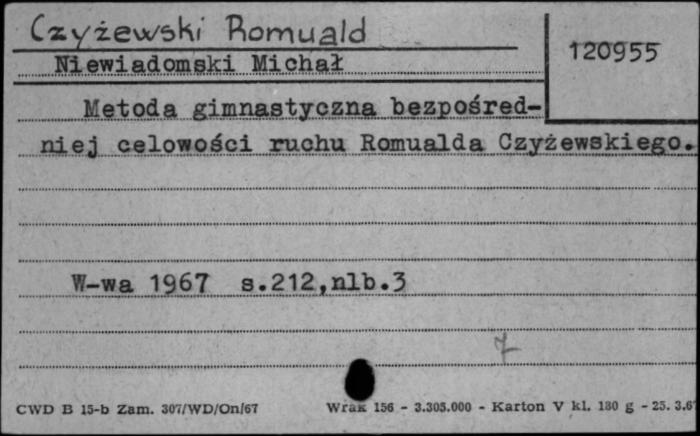 Czyżewski Romuald
120955
Niewiadomski Michał
Metoda gimnastyczna bezpośred-
niej celowości ruchu Romualda Czyżewskiego.
W-wa 1967 s.212,nlb.3
7
CWD B 15-b Zam. 307/WD/On/67 Wrak 156 - 3.305.000 - Karton V kl. 180 g - 25. 3.67